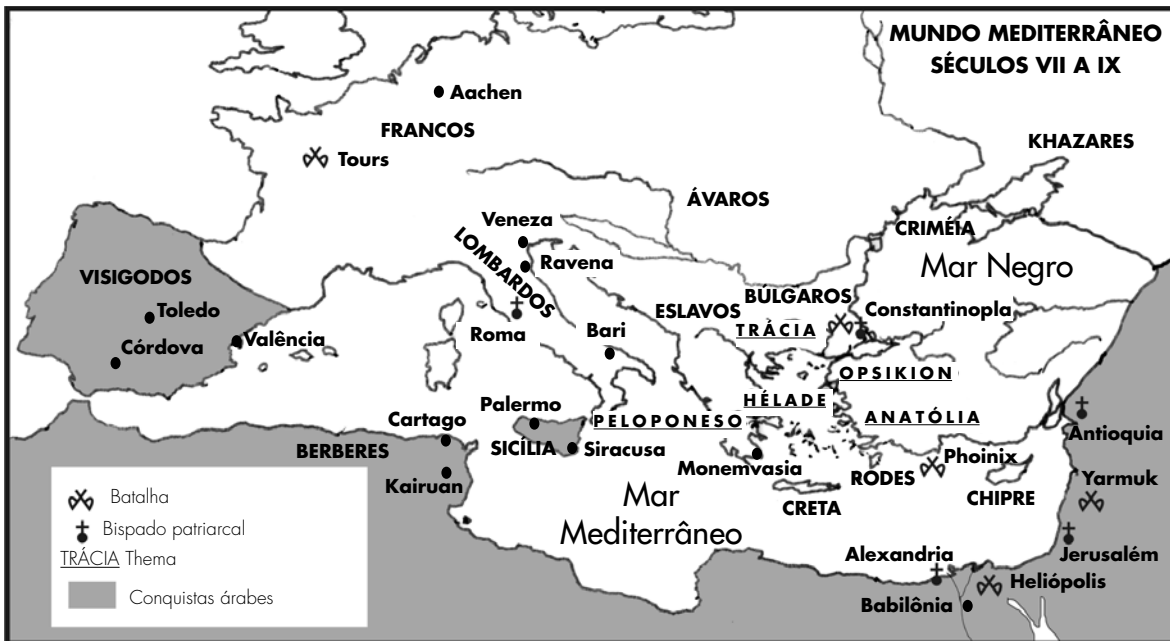 MUNDO MEDITERRÂNEO
SÉCULOS VII A IX
Aachen
FRANCOS
Tours
KHAZARES
ÁVAROS
CRIMÉIA
Veneza
LOMBARDOS
Ravena
Mar Negro
VISIGODOS
Toledo
Córdova
Valência
Roma
Bari
ESLAVOS
BÚLGAROS
Constantinopla
TRÁCIA
OPSIKION
HÉLADE
ANATÓLIA
Palermo
PELOPONESO
Cartago
BERBERES
SICÍLIA
Siracusa
Antioquia
Kairuan
Monemvasia
Phoinix
RODES
CHIPRE
Yarmuk
CRETA
Mar
Mediterrâneo
Alexandria
Jerusalém
Heliópolis
Babilônia
Batalha
Bispado patriarcal
TRÁCIA Thema
Conquistas árabes